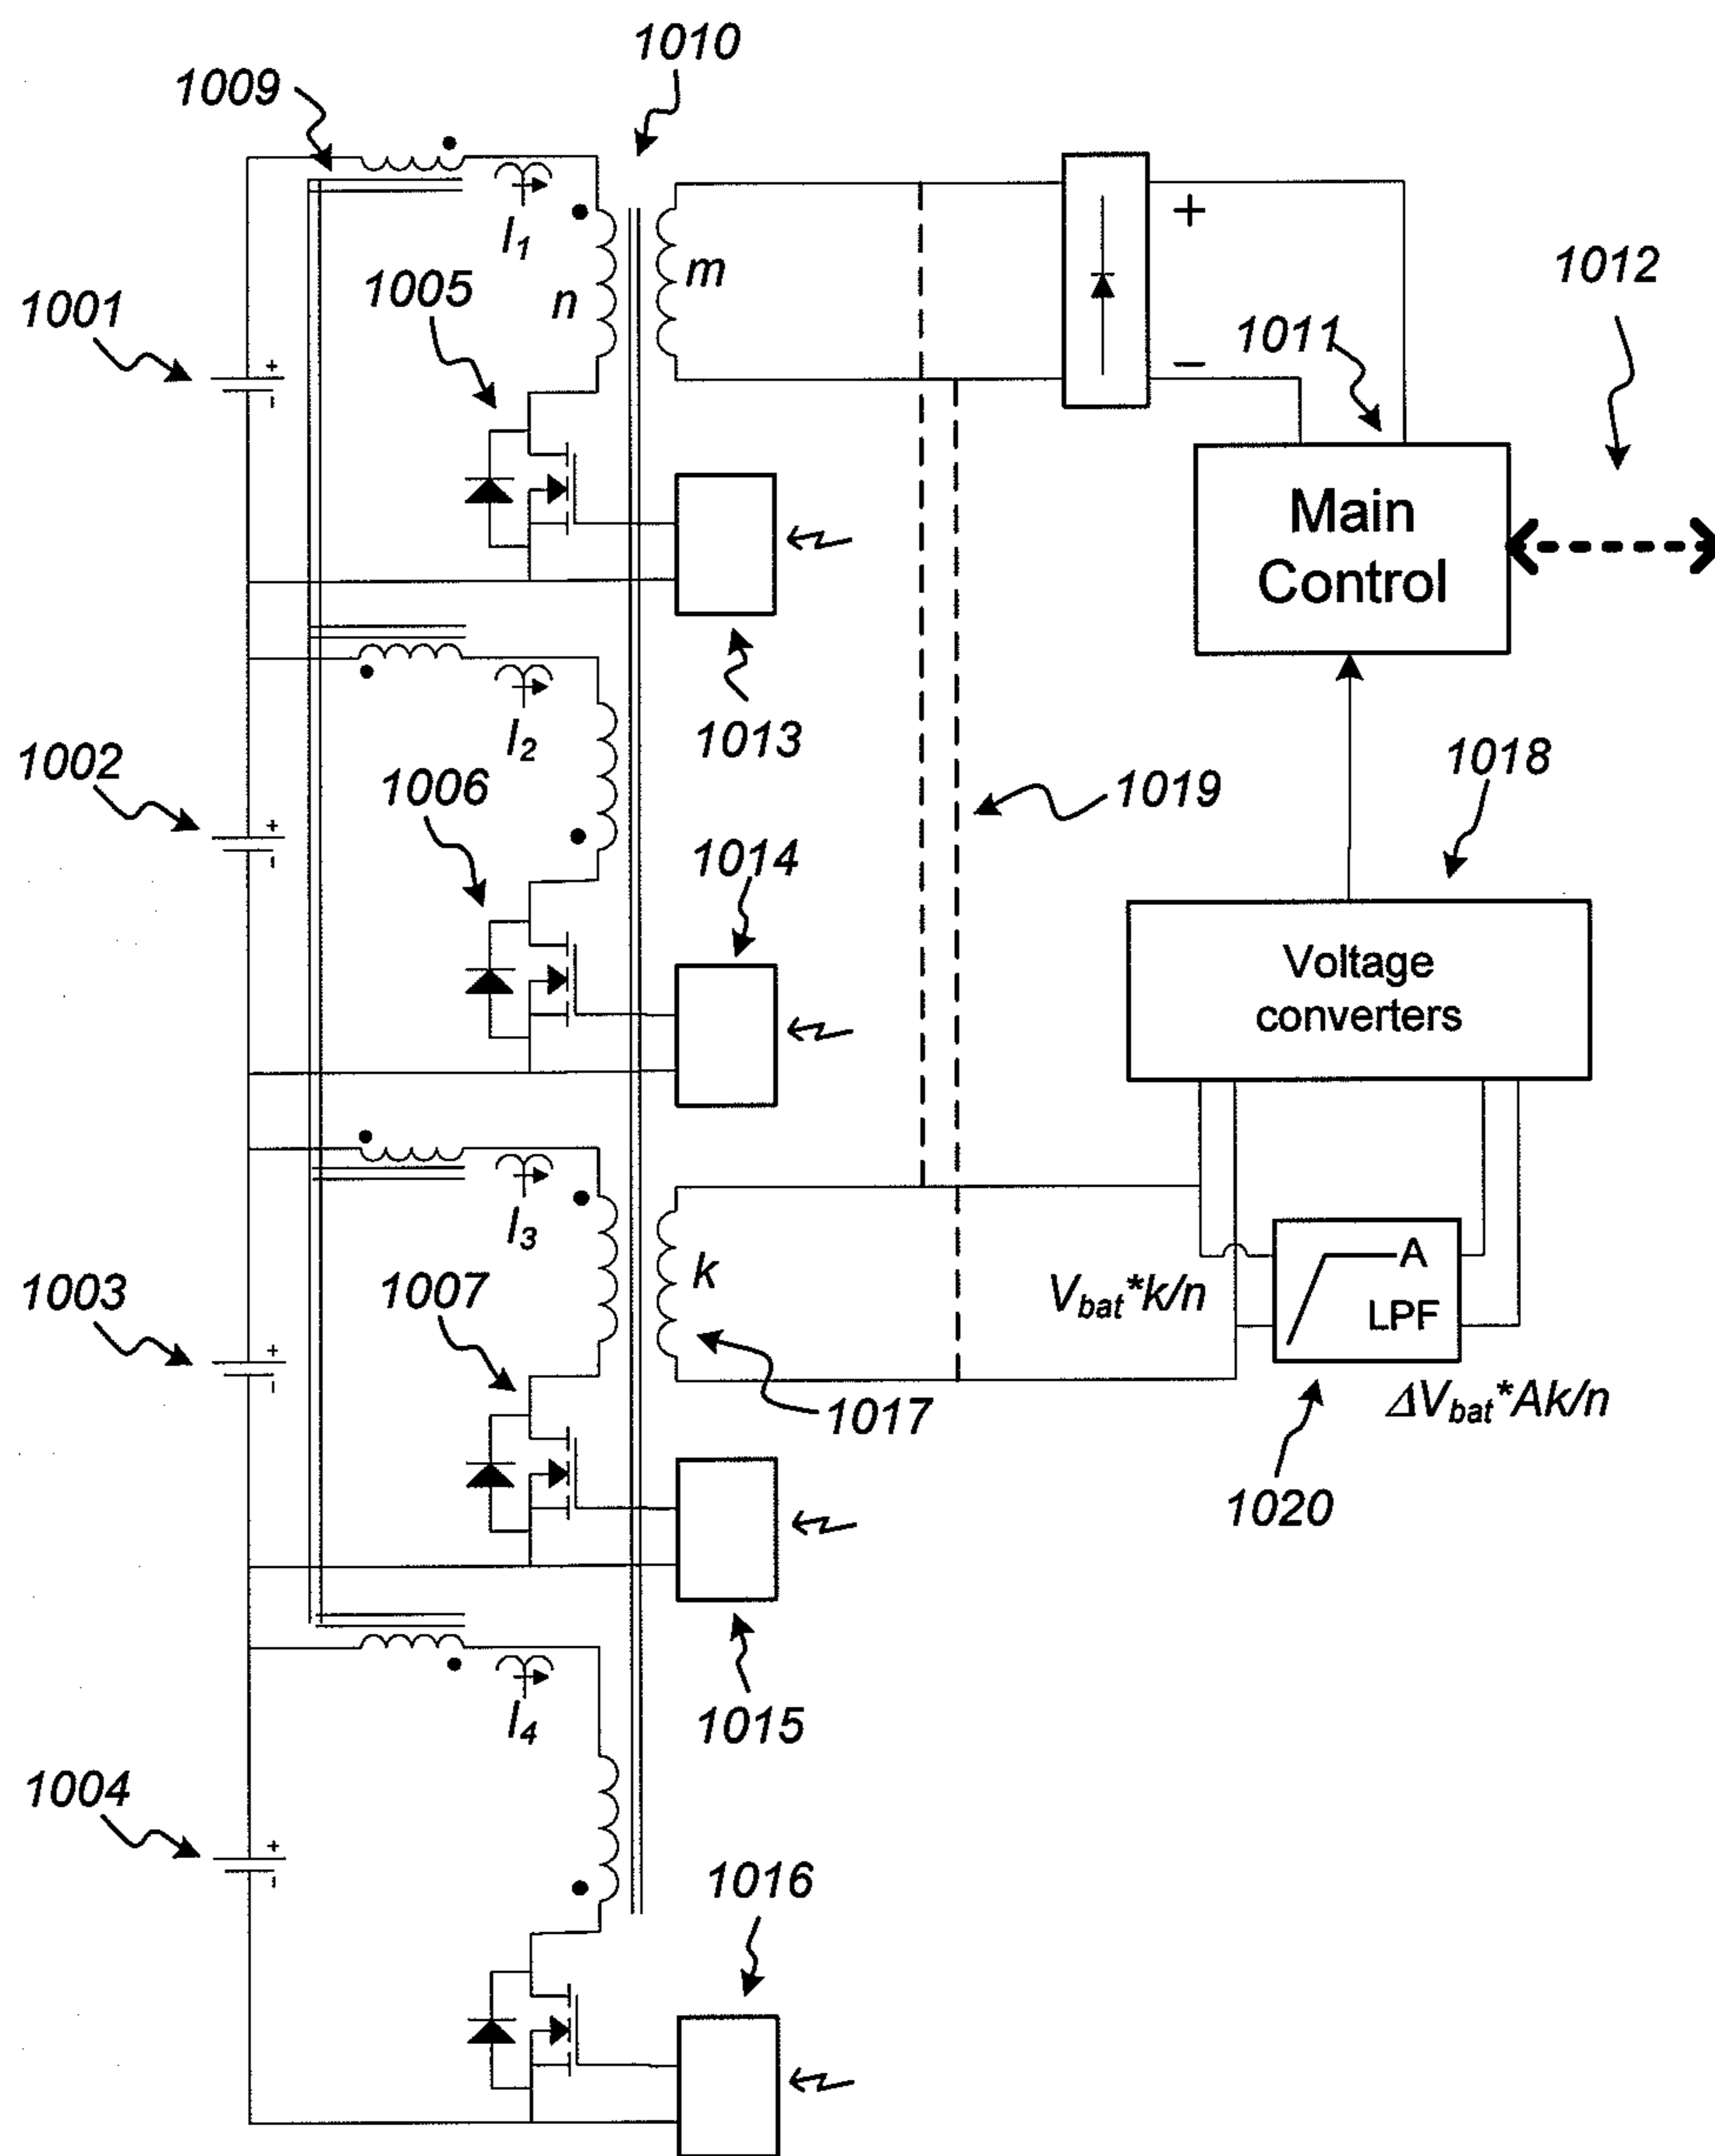 1010
1009
I1
n
m
+
−
1005
1001
1011
1012
Main
Control
1013
I2
1002
1006
1014
1019
1018
Voltage
converters
I3
k
Vbat*k/n
A
LPF
1003
1007
1017
ΔVbat*Ak/n
1020
1015
I4
1004
1016
+
-
+
-
+
-
+
-